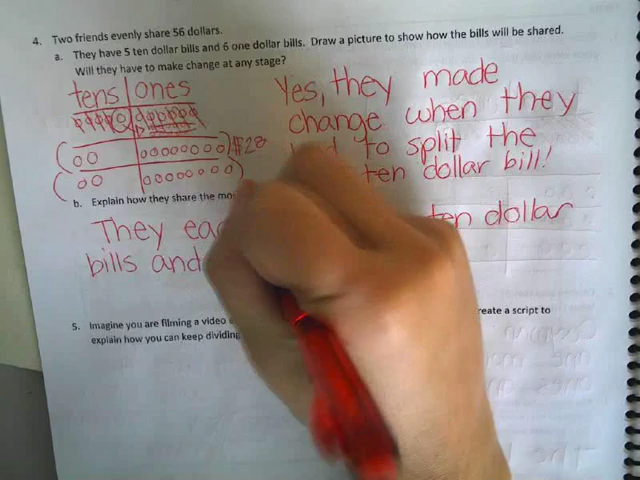 4. Two friends evenly share 56 dollars.
a. They have 5 ten dollar bills and 6 one dollar bills. Draw a picture to show how the bills will be shared.
Will they have to make change at any stage?
tens ones
$28
Yes, they made
change when they
to split the
ten dollar bill!
b. Explain how they share the
They ten dollar
bills and
5. Imagine you are filming a video
create a script to
explain how you can keep dividing